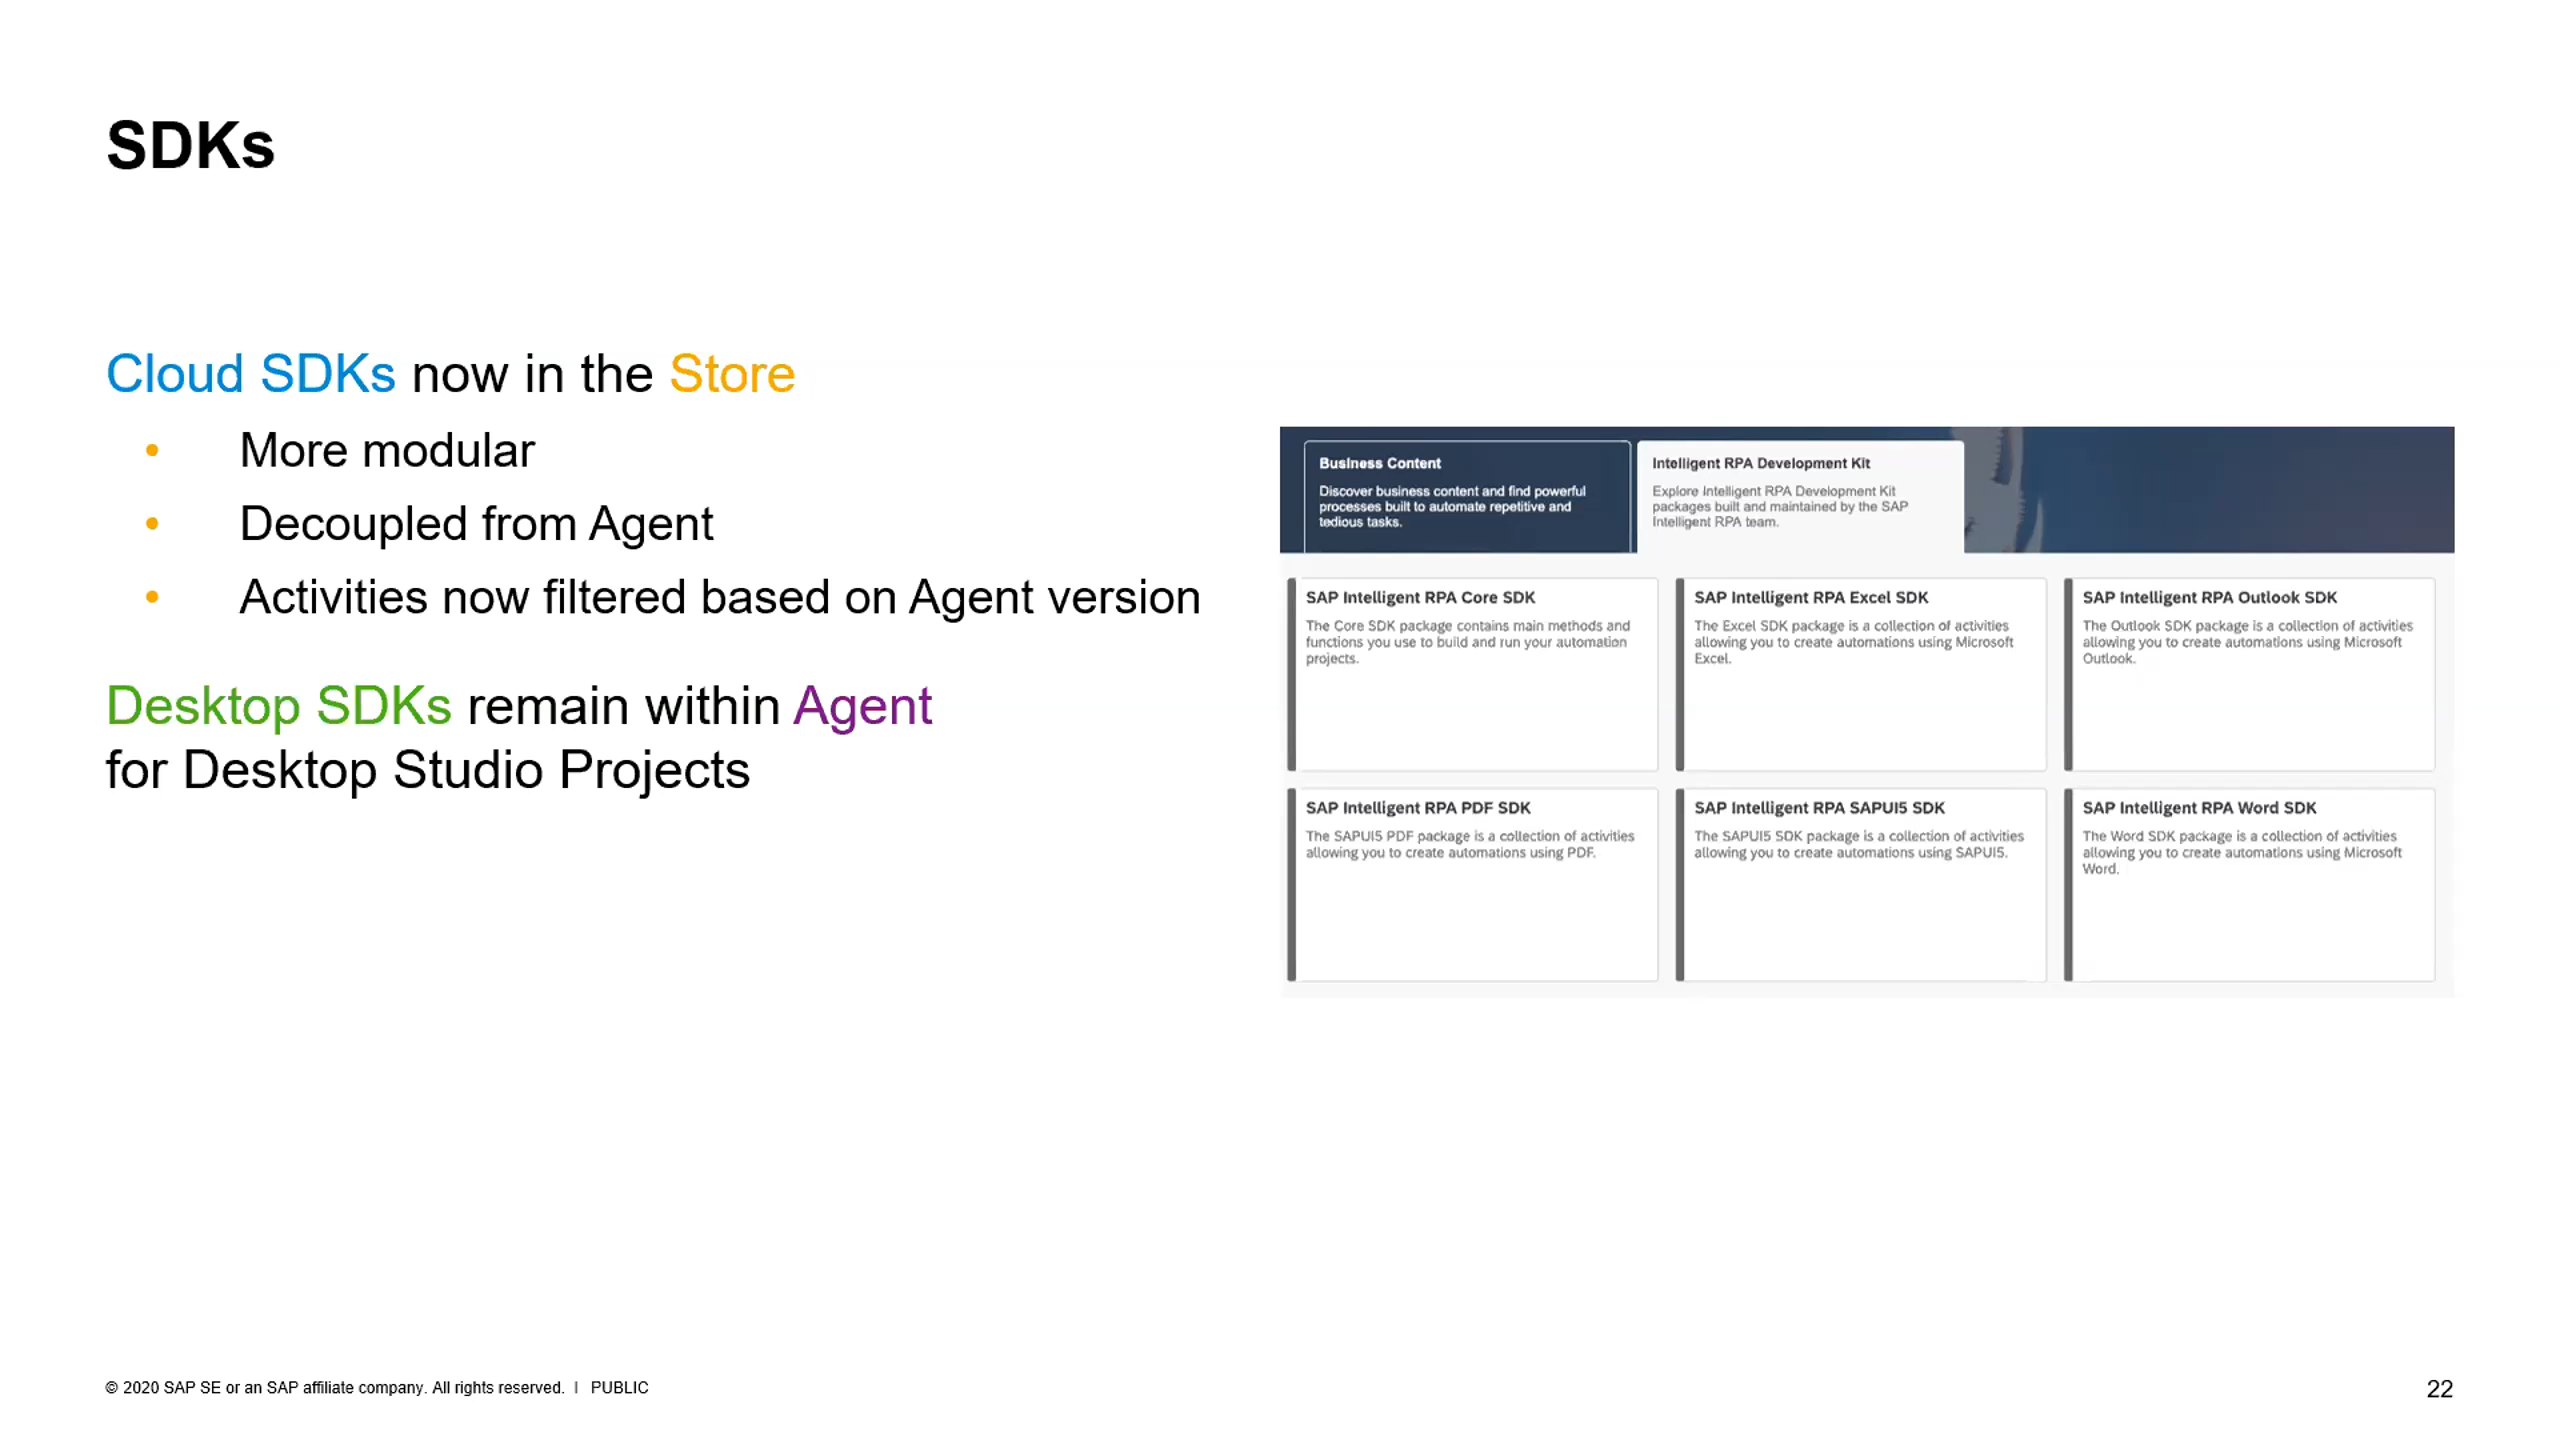 SDKs
Cloud SDKs now in the Store
• More modular
• Decoupled from Agent
• Activities now filtered based on Agent version
Desktop SDKs remain within Agent
for Desktop Studio Projects
Business Content
Discover business content and find powerful
processes built to automate repetitive and
tedious tasks.
Intelligent RPA Development Kit
Explore Intelligent RPA Development Kit
packages built and maintained by the SAP
Intelligent RPA team.
SAP Intelligent RPA Core SDK
The Core SDK package contains main methods and
functions you use to build and run your automation
projects.
SAP Intelligent RPA Excel SDK
The Excel SDK package is a collection of activities
allowing you to create automations using Microsoft
Excel.
SAP Intelligent RPA Outlook SDK
The Outlook SDK package is a collection of activities
allowing you to create automations using Microsoft
Outlook.
SAP Intelligent RPA PDF SDK
The SAPUI5 PDF package is a collection of activities
allowing you to create automations using PDF.
SAP Intelligent RPA SAPUI5 SDK
The SAPUI5 SDK package is a collection of activities
allowing you to create automations using SAPUI5.
SAP Intelligent RPA Word SDK
The Word SDK package is a collection of activities
allowing you to create automations using Microsoft
Word.
© 2020 SAP SE or an SAP affiliate company. All rights reserved. I PUBLIC
22